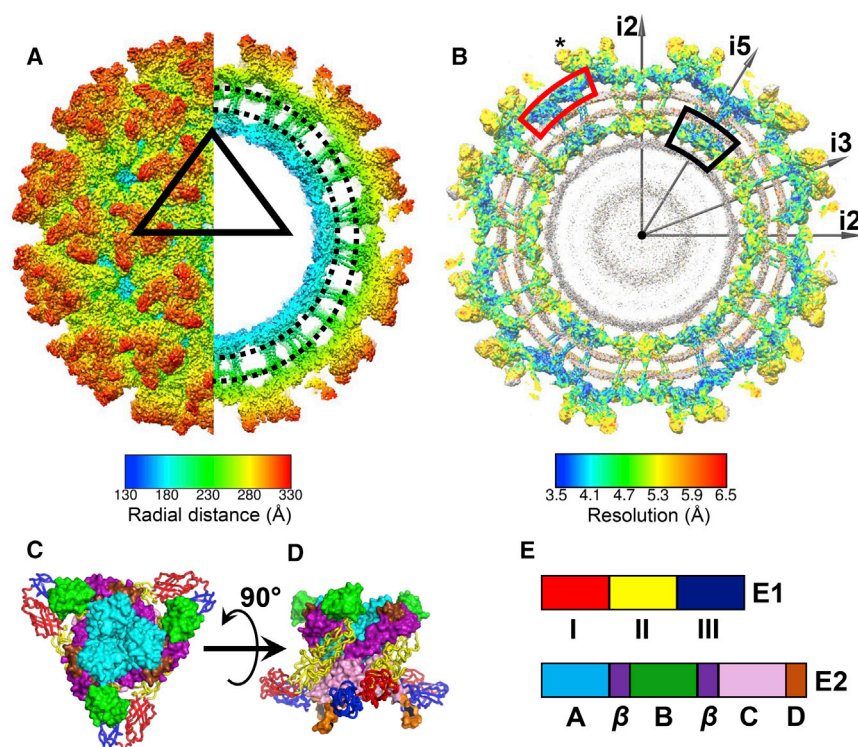 A
B
*
i2
i5
i3
i2
130 180 230 280 330
Radial distance (Å)
3.5 4.1 4.7 5.3 5.9 6.5
Resolution (Å)
C
90°
D
E
E1
I II III
E2
A β B β C D